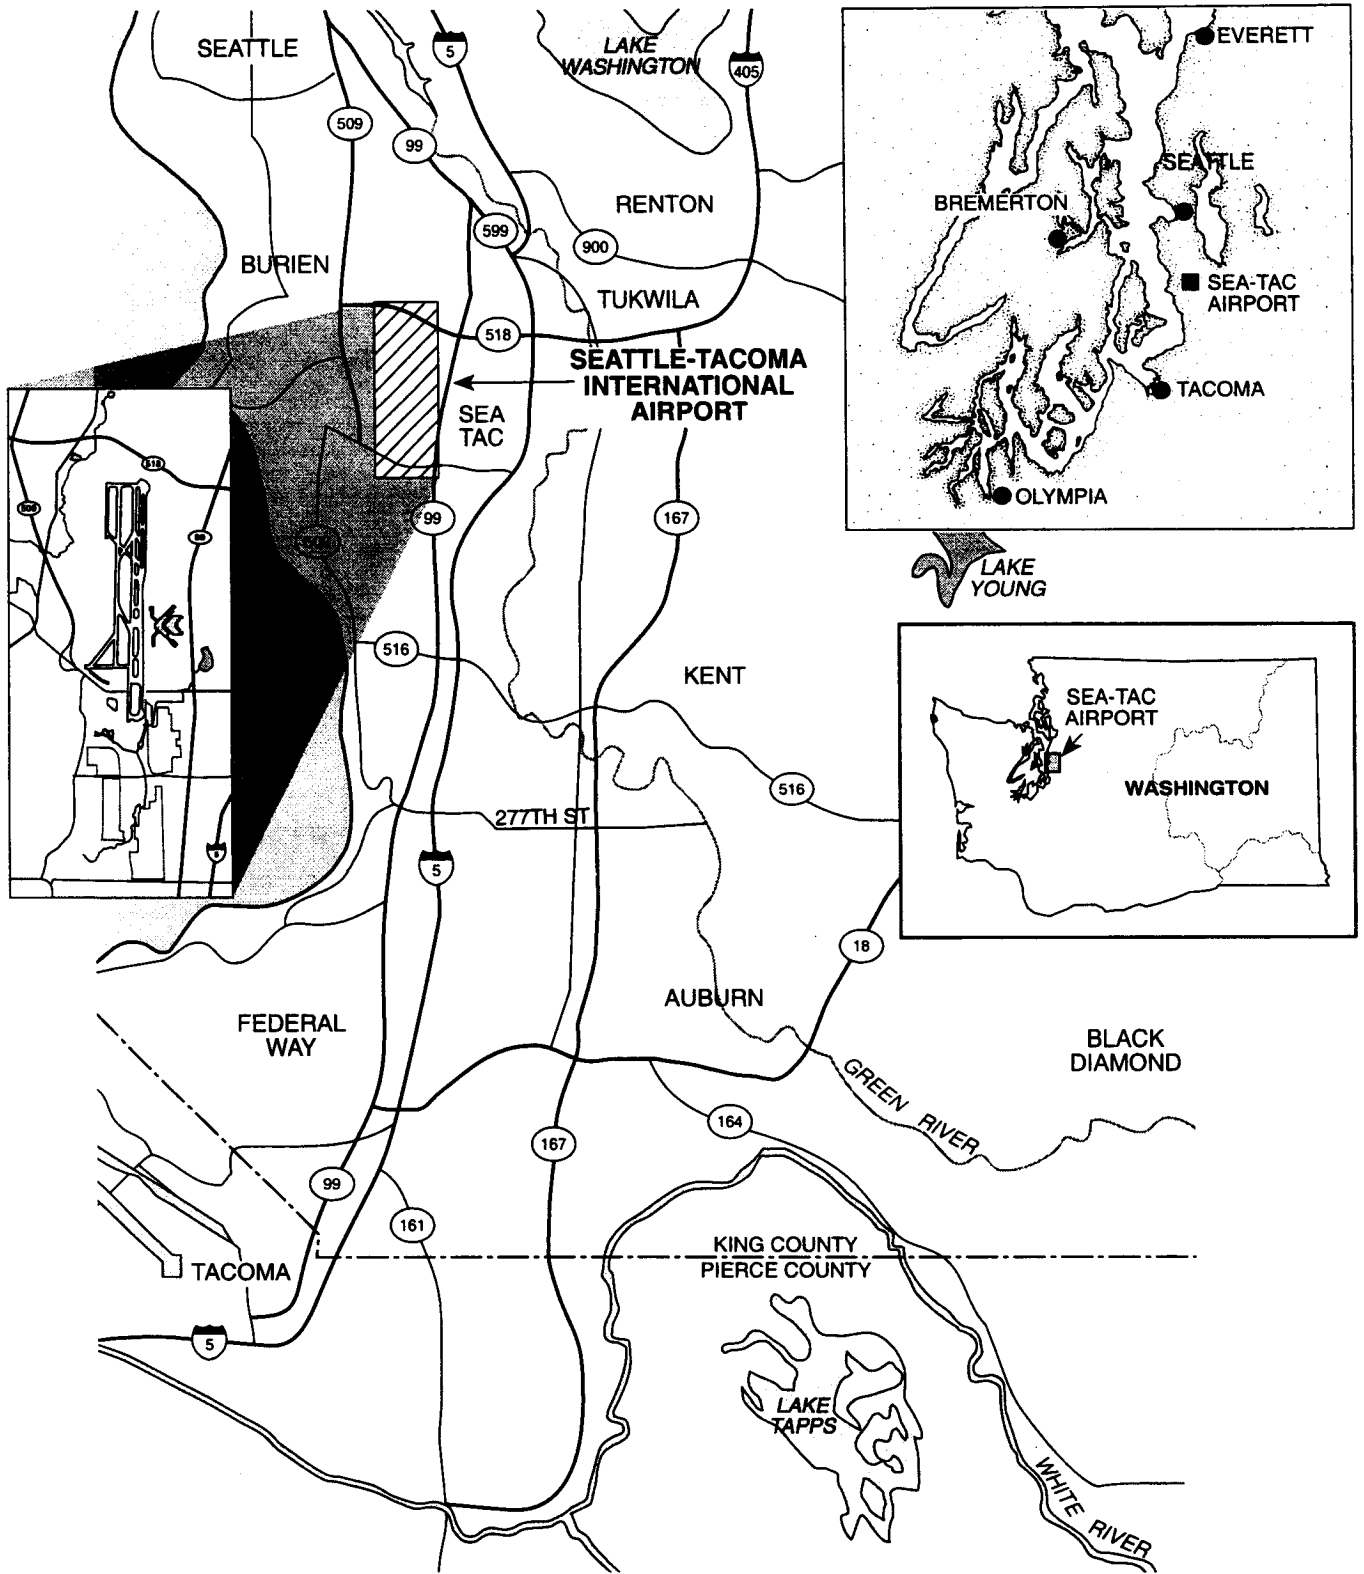 SEATTLE
5
LAKE
WASHINGTON
405
509
99
RENTON
599
900
BURIEN
TUKWILA
518
SEATTLE-TACOMA
INTERNATIONAL
AIRPORT
SEA
TAC
99
167
516
KENT
516
277TH ST
5
18
AUBURN
FEDERAL
WAY
BLACK
DIAMOND
GREEN RIVER
164
167
99
161
KING COUNTY
PIERCE COUNTY
TACOMA
5
LAKE
TAPPS
WHITE RIVER
EVERETT
SEATTLE
BREMERTON
SEA-TAC
AIRPORT
TACOMA
OLYMPIA
LAKE
YOUNG
SEA-TAC
AIRPORT
WASHINGTON
518
99